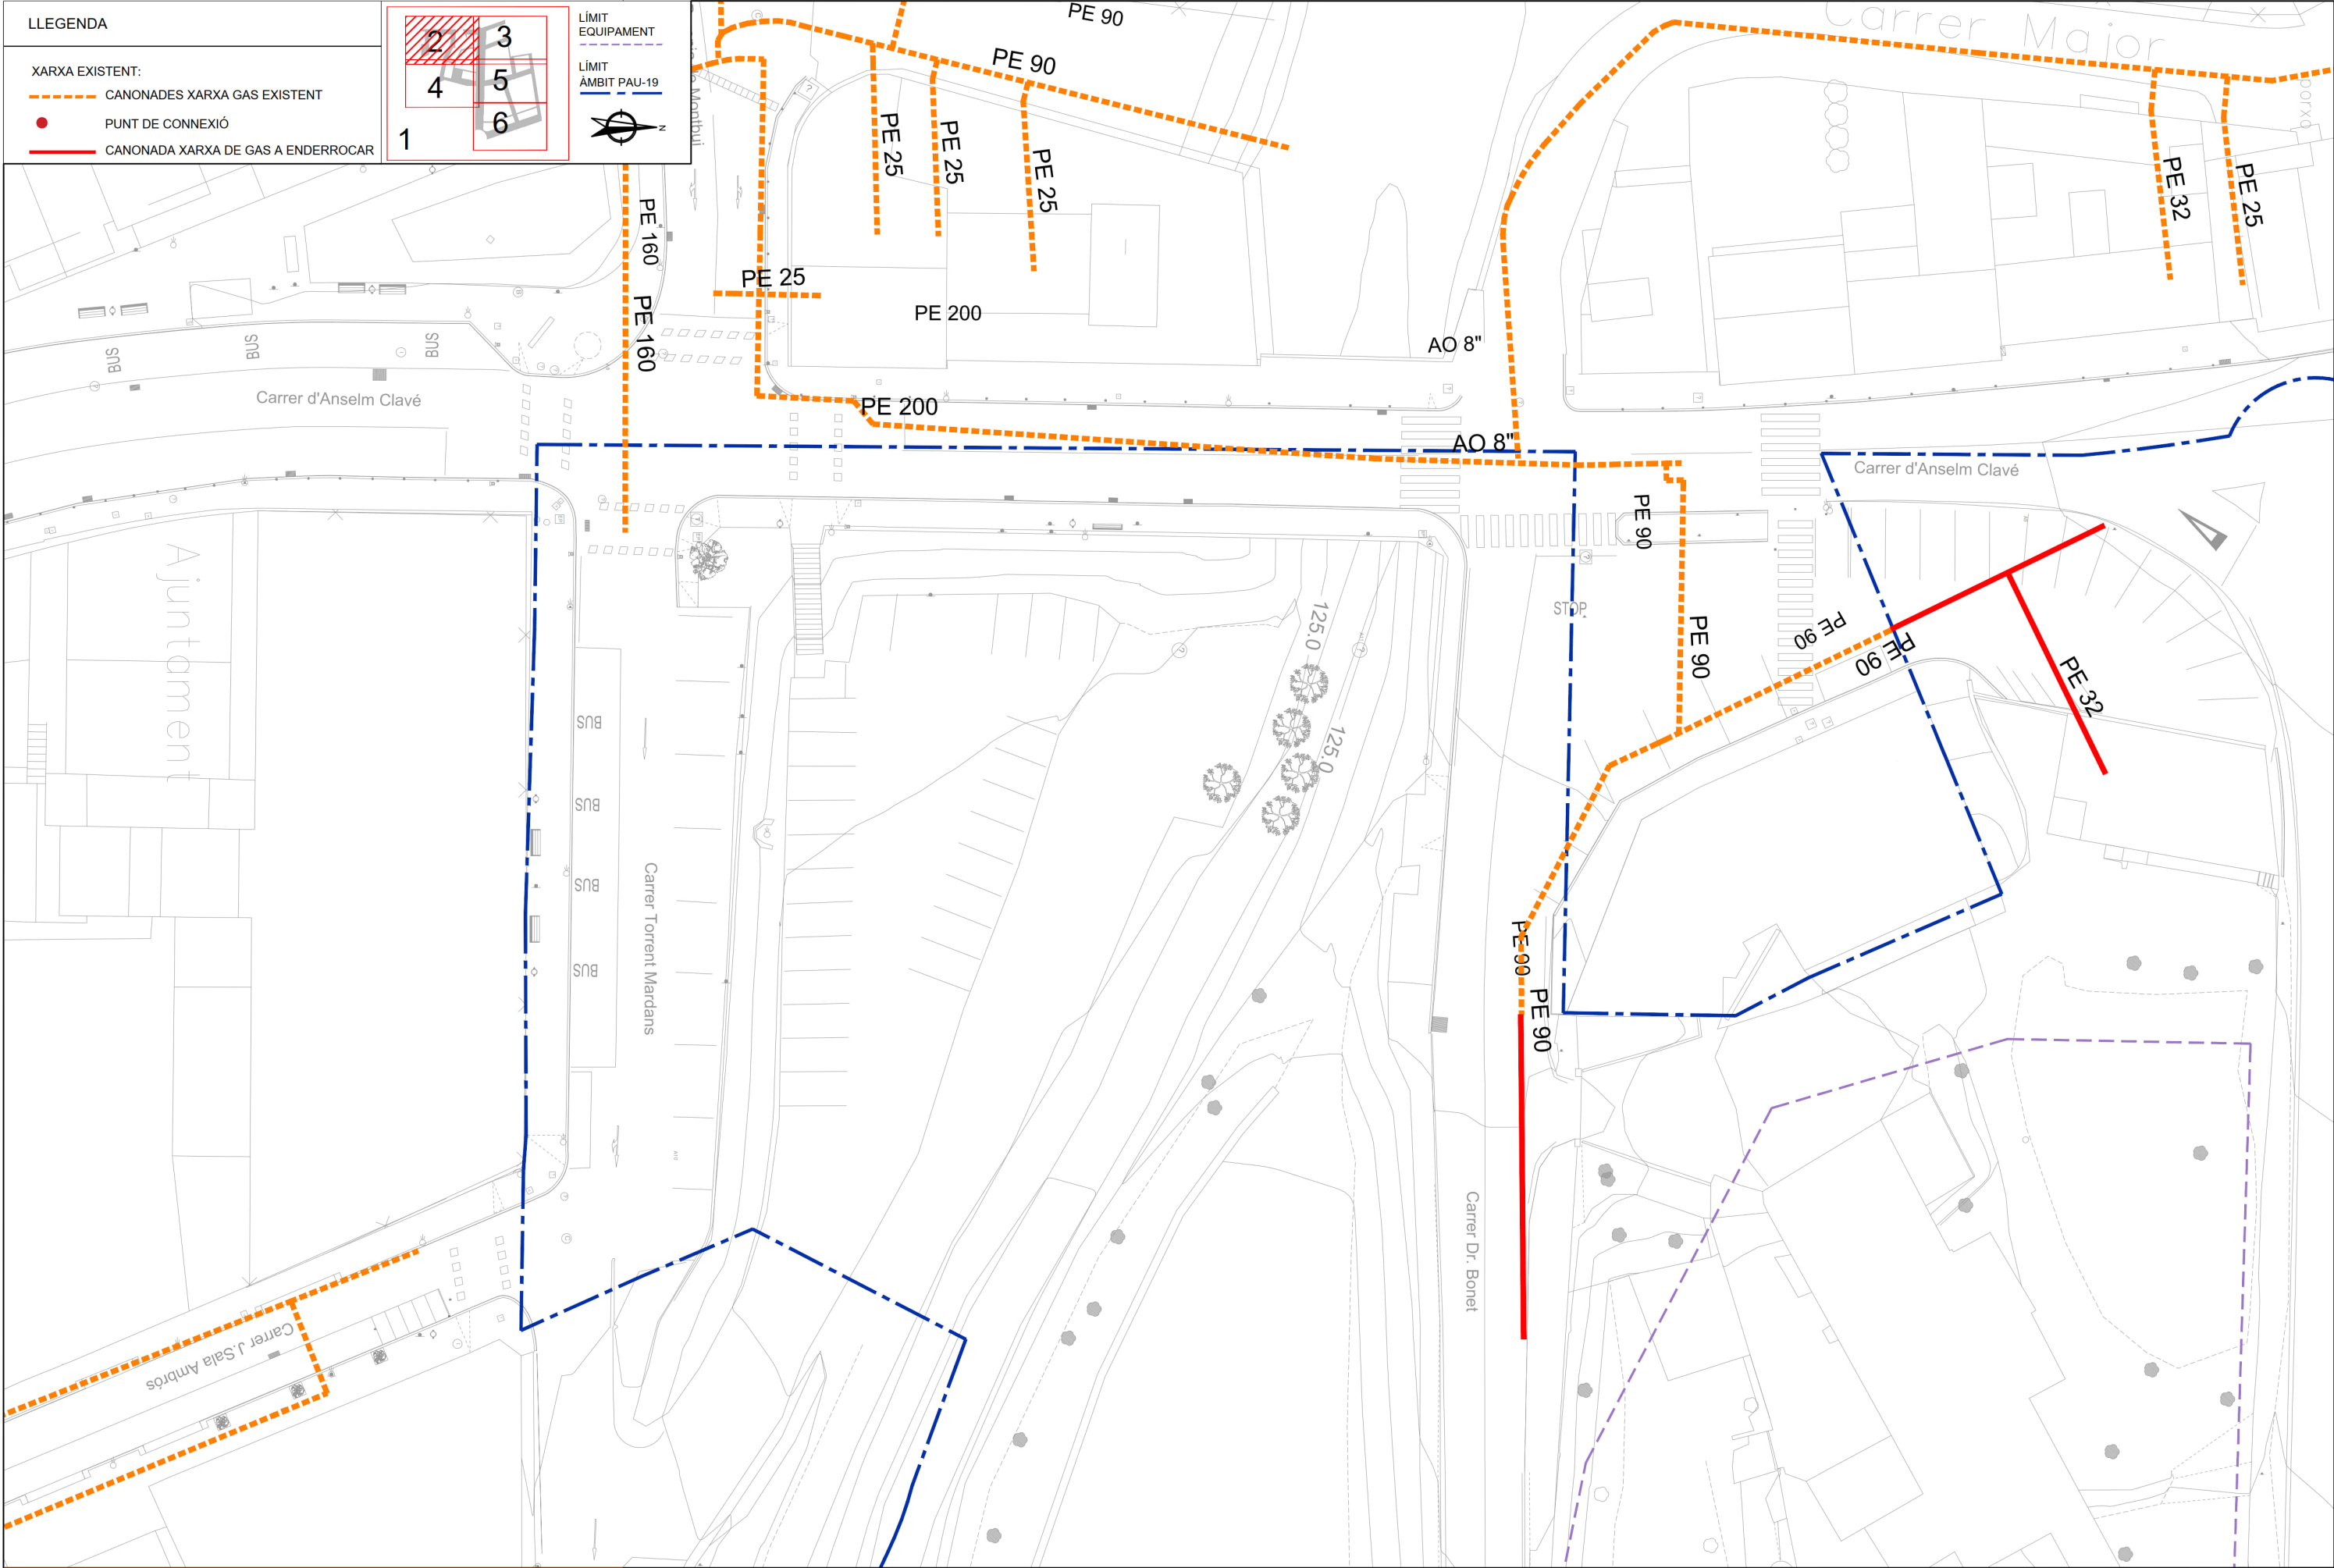 LLEGENDA
XARXA EXISTENT:
CANONADES XARXA GAS EXISTENT
PUNT DE CONNEXIÓ
CANONADA XARXA DE GAS A ENDERROCAR
2
3
4
5
6
1
LÍMIT
EQUIPAMENT
LÍMIT
ÀMBIT PAU-19
N
PE 90
PE 90
Carrer Major
porxo
Montbui
PE 25
PE 25
PE 25
PE 32
PE 25
PE 160
PE 160
PE 25
PE 200
AO 8"
BUS
BUS
BUS
Carrer d'Anselm Clavé
PE 200
AO 8"
Carrer d'Anselm Clavé
PE 90
Ajuntament
STOP
125.0
125.0
PE 90
PE 90
PE 90
PE 32
BUS
BUS
BUS
BUS
Carrer Torrent Mardans
PE 90
PE 90
Carrer Dr. Bonet
Carrer J.Sala Ambrós